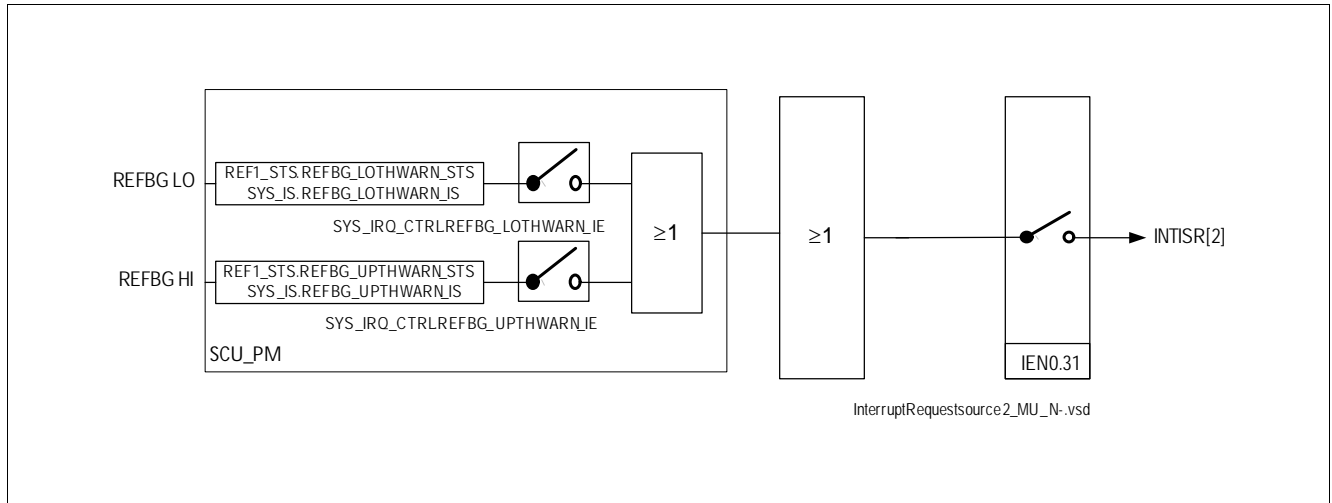 REFBG LO
REF1_STS.REFBG_LOTHWARN_STS
SYS_IS.REFBG_LOTHWARN_IS
SYS_IRQ_CTRLREFBG_LOTHWARN_IE
REFBG HI
REF1_STS.REFBG_UPTHWARN_STS
SYS_IS.REFBG_UPTHWARN_IS
SYS_IRQ_CTRLREFBG_UPTHWARN_IE
SCU_PM
≥1
≥1
INTISR[2]
IEN0.31
InterruptRequestsource2_MU_N-.vsd